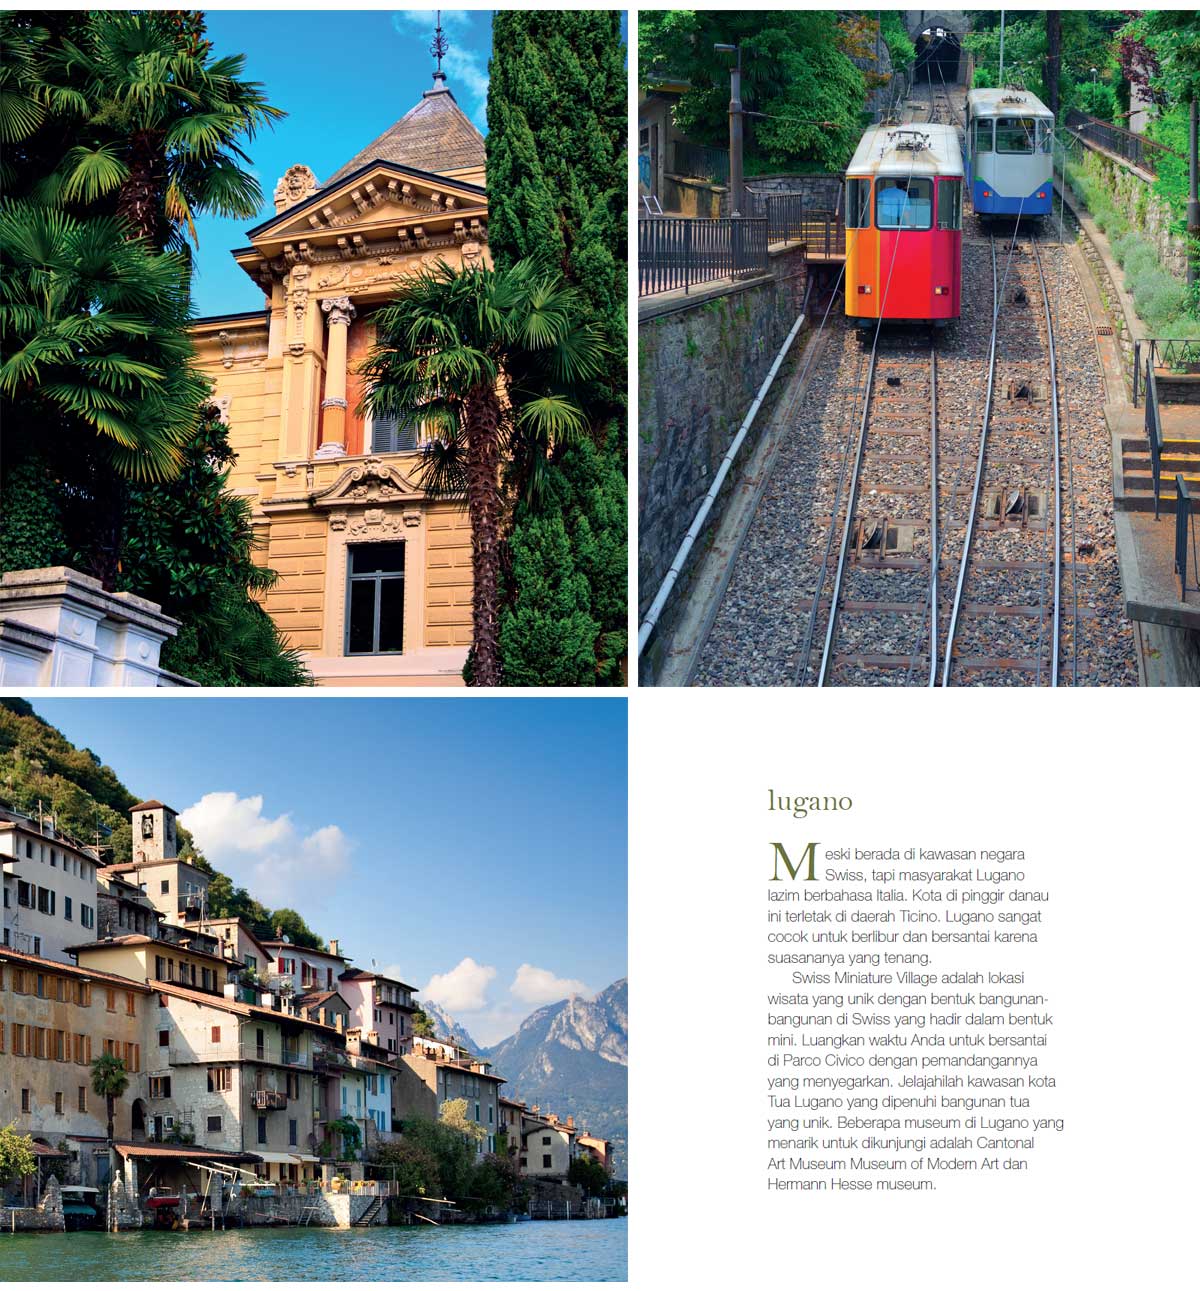 lugano
Meski berada di kawasan negara
Swiss, tapi masyarakat Lugano
lazim berbahasa Italia. Kota di pinggir danau
ini terletak di daerah Ticino. Lugano sangat
cocok untuk berlibur dan bersantai karena
suasananya yang tenang.
Swiss Miniature Village adalah lokasi
wisata yang unik dengan bentuk bangunan-
bangunan di Swiss yang hadir dalam bentuk
mini. Luangkan waktu Anda untuk bersantai
di Parco Civico dengan pemandangannya
yang menyegarkan. Jelajahilah kawasan kota
Tua Lugano yang dipenuhi bangunan tua
yang unik. Beberapa museum di Lugano yang
menarik untuk dikunjungi adalah Cantonal
Art Museum Museum of Modern Art dan
Hermann Hesse museum.